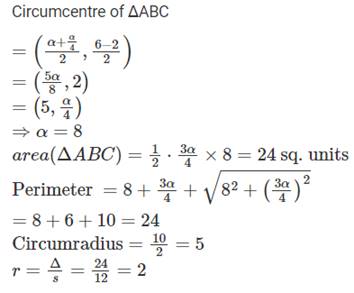 Circumcentre of ΔABC
= ( (α + α/4)/2 , (6−2)/2 )
= ( 5α/8 , 2 )
= ( 5, α/4 )
⇒ α = 8
area(ΔABC) = 1/2 · 3α/4 × 8 = 24 sq. units
Perimeter = 8 + 3α/4 + √(8² + (3α/4)²)
= 8 + 6 + 10 = 24
Circumradius = 10/2 = 5
r = Δ/s = 24/12 = 2